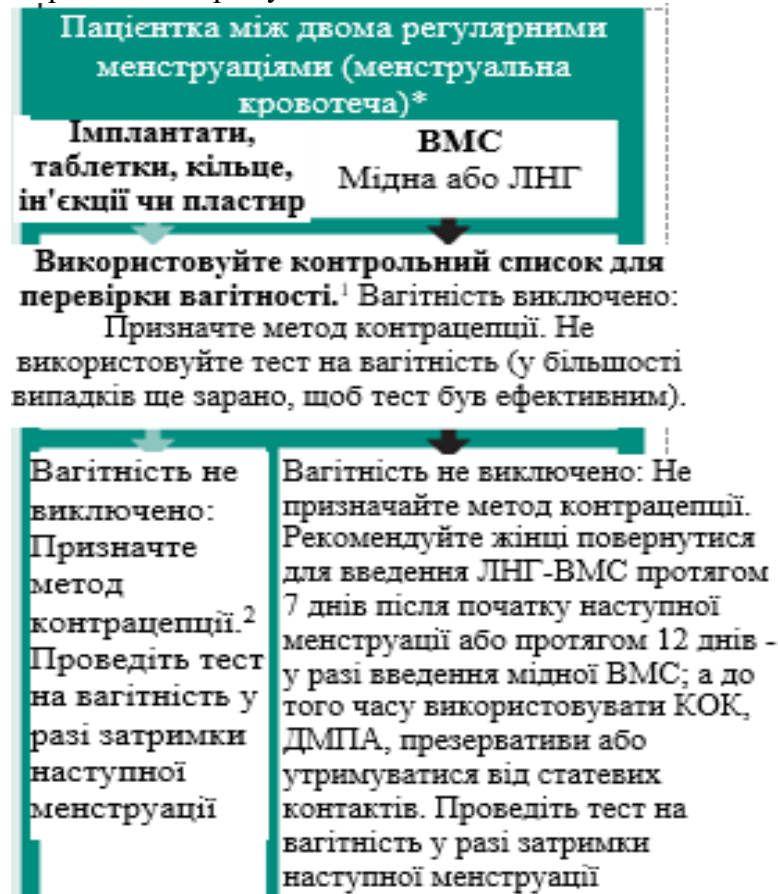 Пацієнтка між двома регулярними
менструаціями (менструальна
кровотеча)*
Імплантати,
таблетки, кільце,
ін'єкції чи пластир
ВМС
Мідна або ЛНГ
Використовуйте контрольний список для
перевірки вагітності.¹ Вагітність виключено:
Призначте метод контрацепції. Не
використовуйте тест на вагітність (у більшості
випадків ще зарано, щоб тест був ефективним).
Вагітність не
виключено:
Призначте
метод
контрацепції.²
Проведіть тест
на вагітність у
разі затримки
наступної
менструації
Вагітність не виключено: Не
призначайте метод контрацепції.
Рекомендуйте жінці повернутися
для введення ЛНГ-ВМС протягом
7 днів після початку наступної
менструації або протягом 12 днів -
у разі введення мідної ВМС; а до
того часу використовувати КОК,
ДМПА, презервативи або
утримуватися від статевих
контактів. Проведіть тест на
вагітність у разі затримки
наступної менструації